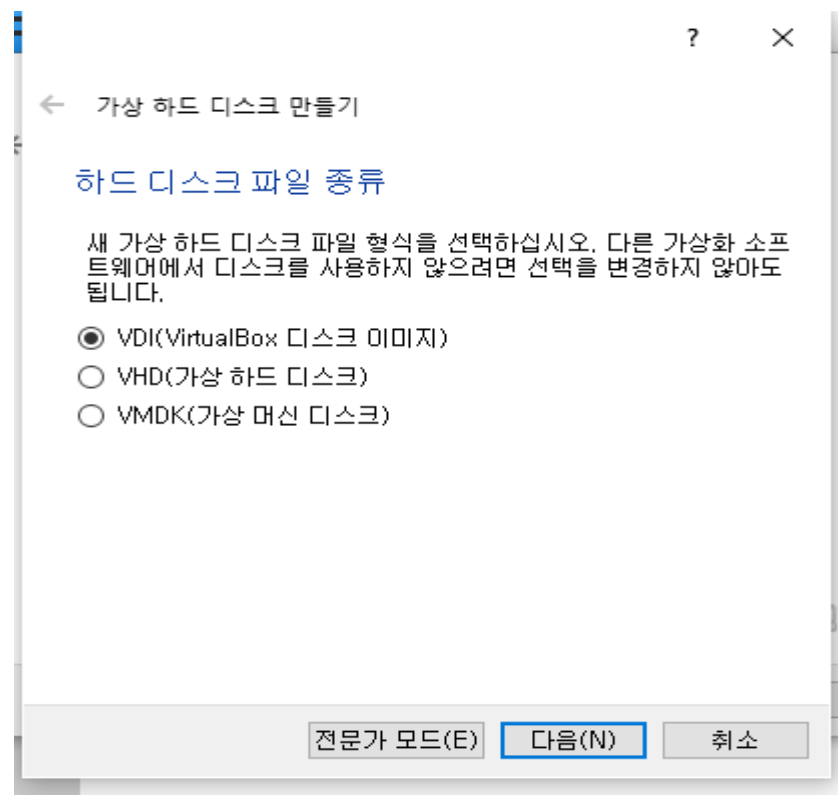 ?
가상 하드 디스크 만들기
하드 디스크 파일 종류
새 가상 하드 디스크 파일 형식을 선택하십시오. 다른 가상화 소프
트웨어에서 디스크를 사용하지 않으려면 선택을 변경하지 않아도
됩니다.
VDI(VirtualBox 디스크 이미지)
VHD(가상 하드 디스크)
VMDK(가상 머신 디스크)
전문가 모드(E) 다음(N) 취소